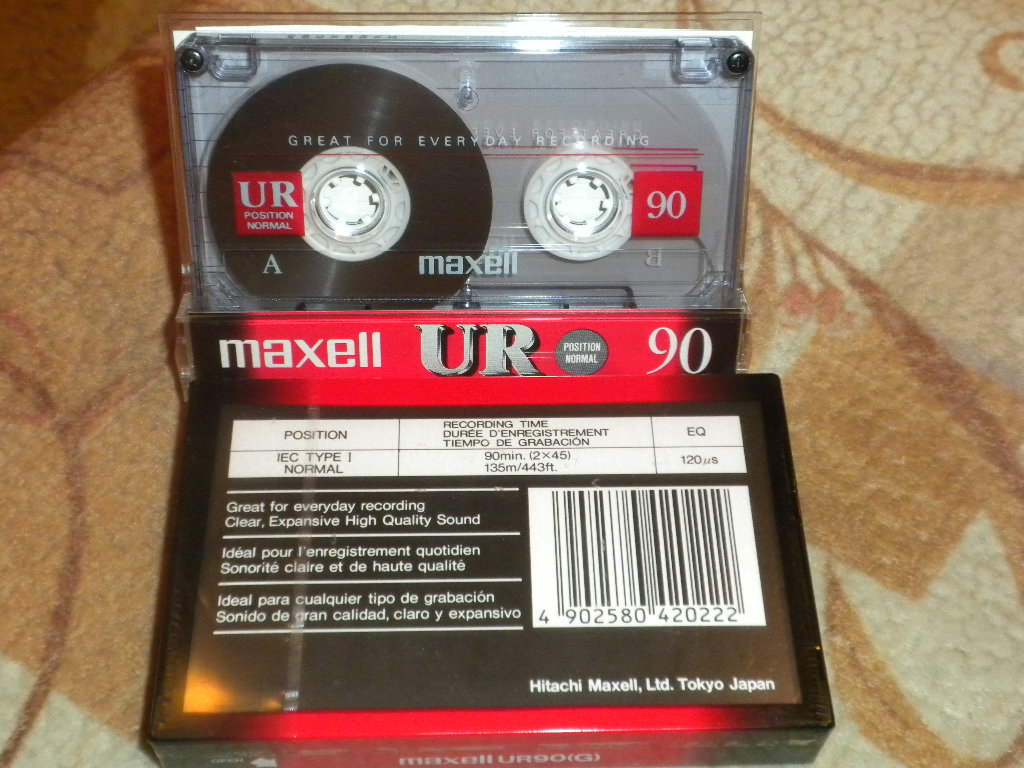 GREAT FOR EVERYDAY RECORDING
UR
POSITION
NORMAL
90
A
maxell
B
maxell UR POSITION NORMAL 90
POSITION
RECORDING TIME
DURÉE D'ENREGISTREMENT
TIEMPO DE GRABACIÓN
EQ
IEC TYPE I
NORMAL
90min. (2×45)
135m/443ft.
120µs
Great for everyday recording
Clear, Expansive High Quality Sound
Idéal pour l'enregistrement quotidien
Sonorité claire et de haute qualité
Ideal para cualquier tipo de grabación
Sonido de gran calidad, claro y expansivo
4 902580 420222
Hitachi Maxell, Ltd. Tokyo Japan
OPEN
maxell UR90(G)